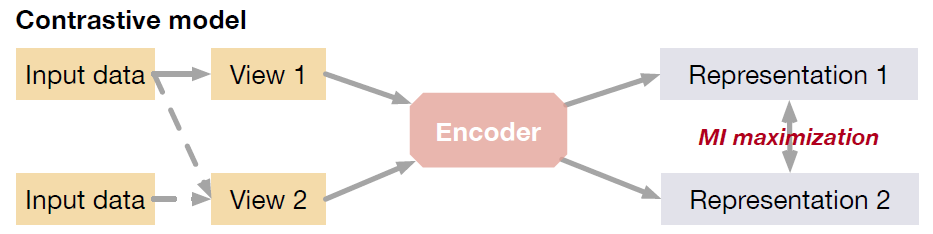 Contrastive model
Input data
View 1
Representation 1
Encoder
MI maximization
Input data
View 2
Representation 2